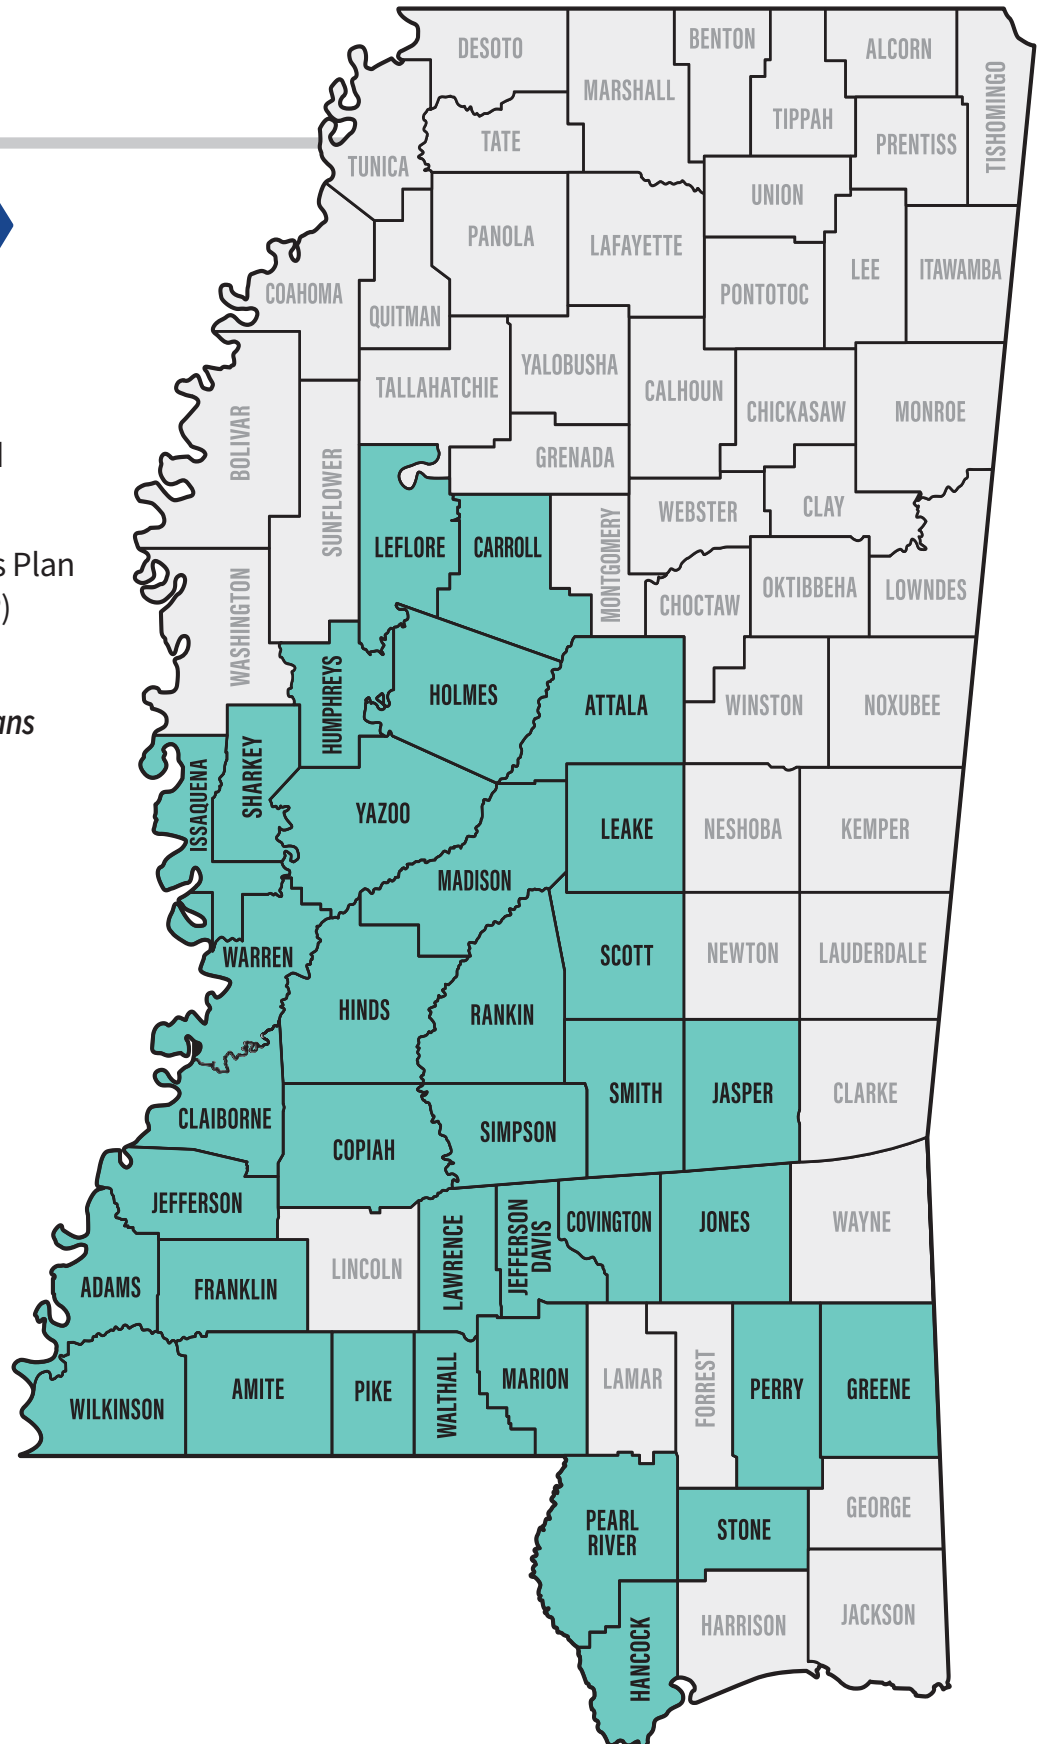 DESOTO
BENTON
ALCORN
MARSHALL
TISHOMINGO
TIPPAH
TATE
PRENTISS
TUNICA
UNION
PANOLA
LAFAYETTE
LEE
ITAWAMBA
COAHOMA
PONTOTOC
QUITMAN
YALOBUSHA
TALLAHATCHIE
CALHOUN
CHICKASAW
MONROE
BOLIVAR
GRENADA
SUNFLOWER
WEBSTER
CLAY
LEFLORE
CARROLL
MONTGOMERY
s Plan
OKTIBBEHA
LOWNDES
CHOCTAW
WASHINGTON
HOLMES
HUMPHREYS
ATTALA
WINSTON
NOXUBEE
ans
SHARKEY
ISSAQUENA
YAZOO
LEAKE
NESHOBA
KEMPER
MADISON
WARREN
SCOTT
NEWTON
LAUDERDALE
HINDS
RANKIN
SMITH
JASPER
CLARKE
CLAIBORNE
SIMPSON
COPIAH
JEFFERSON
LAWRENCE
JEFFERSON
DAVIS
COVINGTON
JONES
WAYNE
LINCOLN
ADAMS
FRANKLIN
WILKINSON
AMITE
PIKE
WALTHALL
MARION
LAMAR
FORREST
PERRY
GREENE
PEARL
RIVER
STONE
GEORGE
HANCOCK
HARRISON
JACKSON